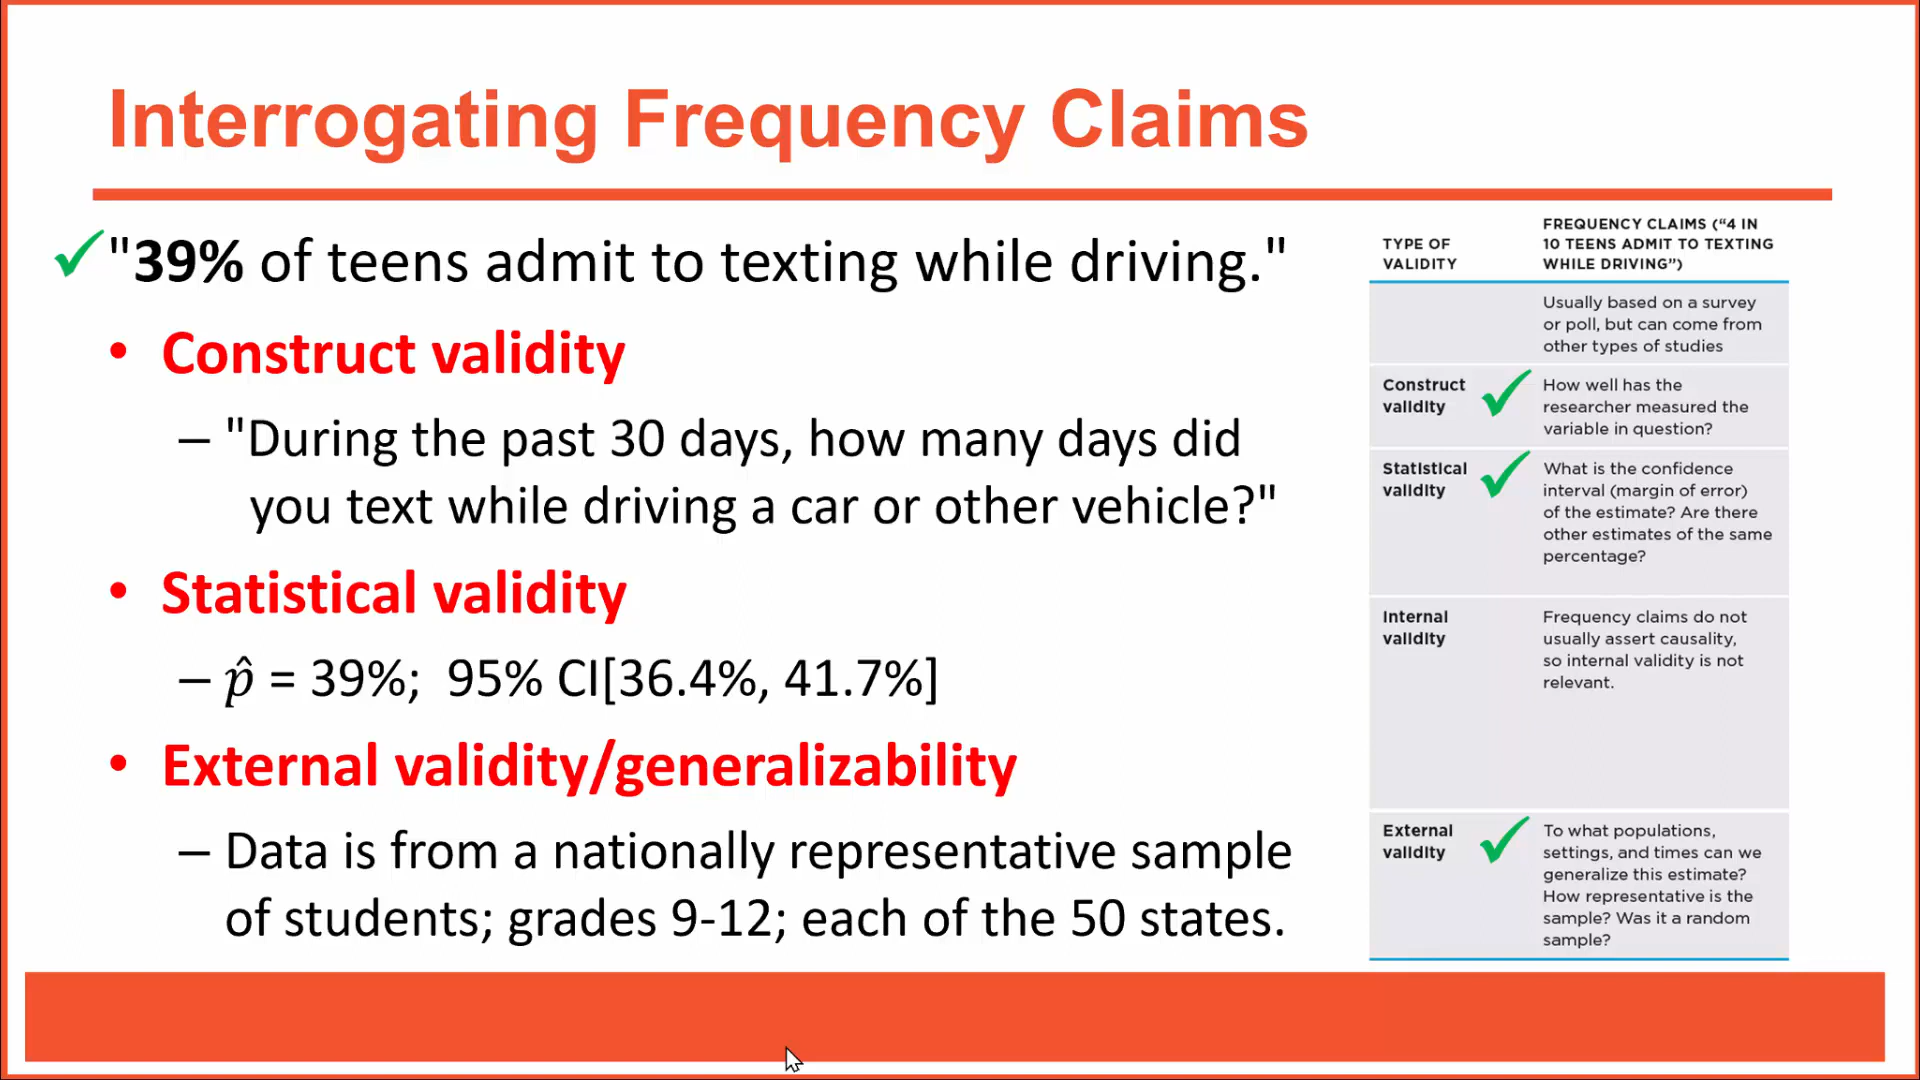 Interrogating Frequency Claims
"39% of teens admit to texting while driving."
• Construct validity
– "During the past 30 days, how many days did
you text while driving a car or other vehicle?"
• Statistical validity
– p̂ = 39%; 95% CI[36.4%, 41.7%]
• External validity/generalizability
– Data is from a nationally representative sample
of students; grades 9-12; each of the 50 states.
TYPE OF
VALIDITY
FREQUENCY CLAIMS (“4 IN
10 TEENS ADMIT TO TEXTING
WHILE DRIVING”)
Usually based on a survey
or poll, but can come from
other types of studies
Construct
validity
How well has the
researcher measured the
variable in question?
Statistical
validity
What is the confidence
interval (margin of error)
of the estimate? Are there
other estimates of the same
percentage?
Internal
validity
Frequency claims do not
usually assert causality,
so internal validity is not
relevant.
External
validity
To what populations,
settings, and times can we
generalize this estimate?
How representative is the
sample? Was it a random
sample?